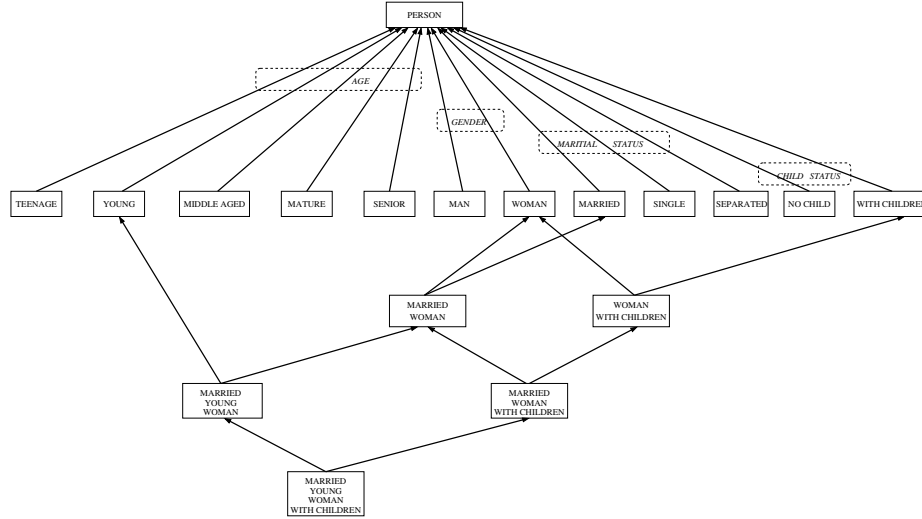 PERSON
AGE
GENDER
MARITIAL STATUS
CHILD STATUS
TEENAGE
YOUNG
MIDDLE AGED
MATURE
SENIOR
MAN
WOMAN
MARRIED
SINGLE
SEPARATED
NO CHILD
WITH CHILDREN
MARRIED
WOMAN
WOMAN
WITH CHILDREN
MARRIED
YOUNG
WOMAN
MARRIED
WOMAN
WITH CHILDREN
MARRIED
YOUNG
WOMAN
WITH CHILDREN